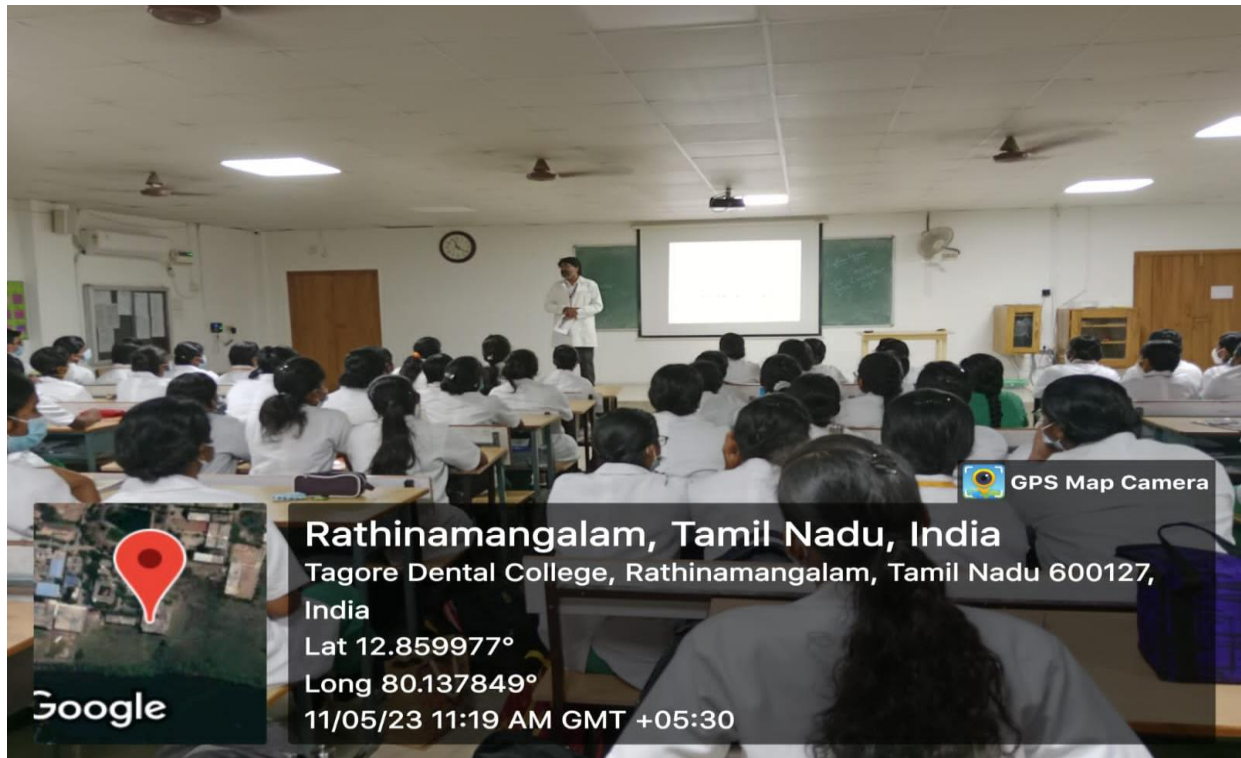 GPS Map Camera
Rathinamangalam, Tamil Nadu, India
Tagore Dental College, Rathinamangalam, Tamil Nadu 600127,
India
Lat 12.859977°
Long 80.137849°
11/05/23 11:19 AM GMT +05:30
Google